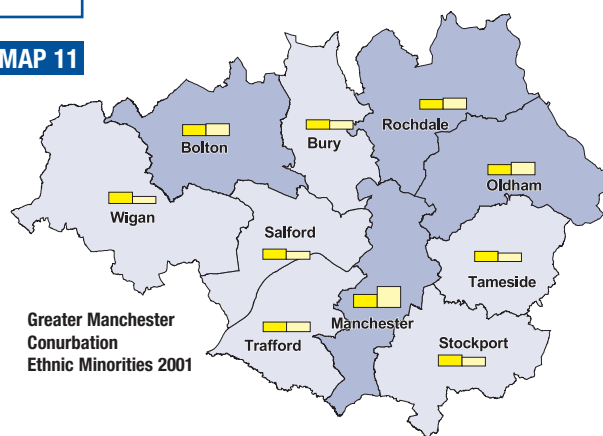 MAP 11
Bolton
Bury
Rochdale
Oldham
Wigan
Salford
Tameside
Manchester
Trafford
Stockport
Greater Manchester
Conurbation
Ethnic Minorities 2001